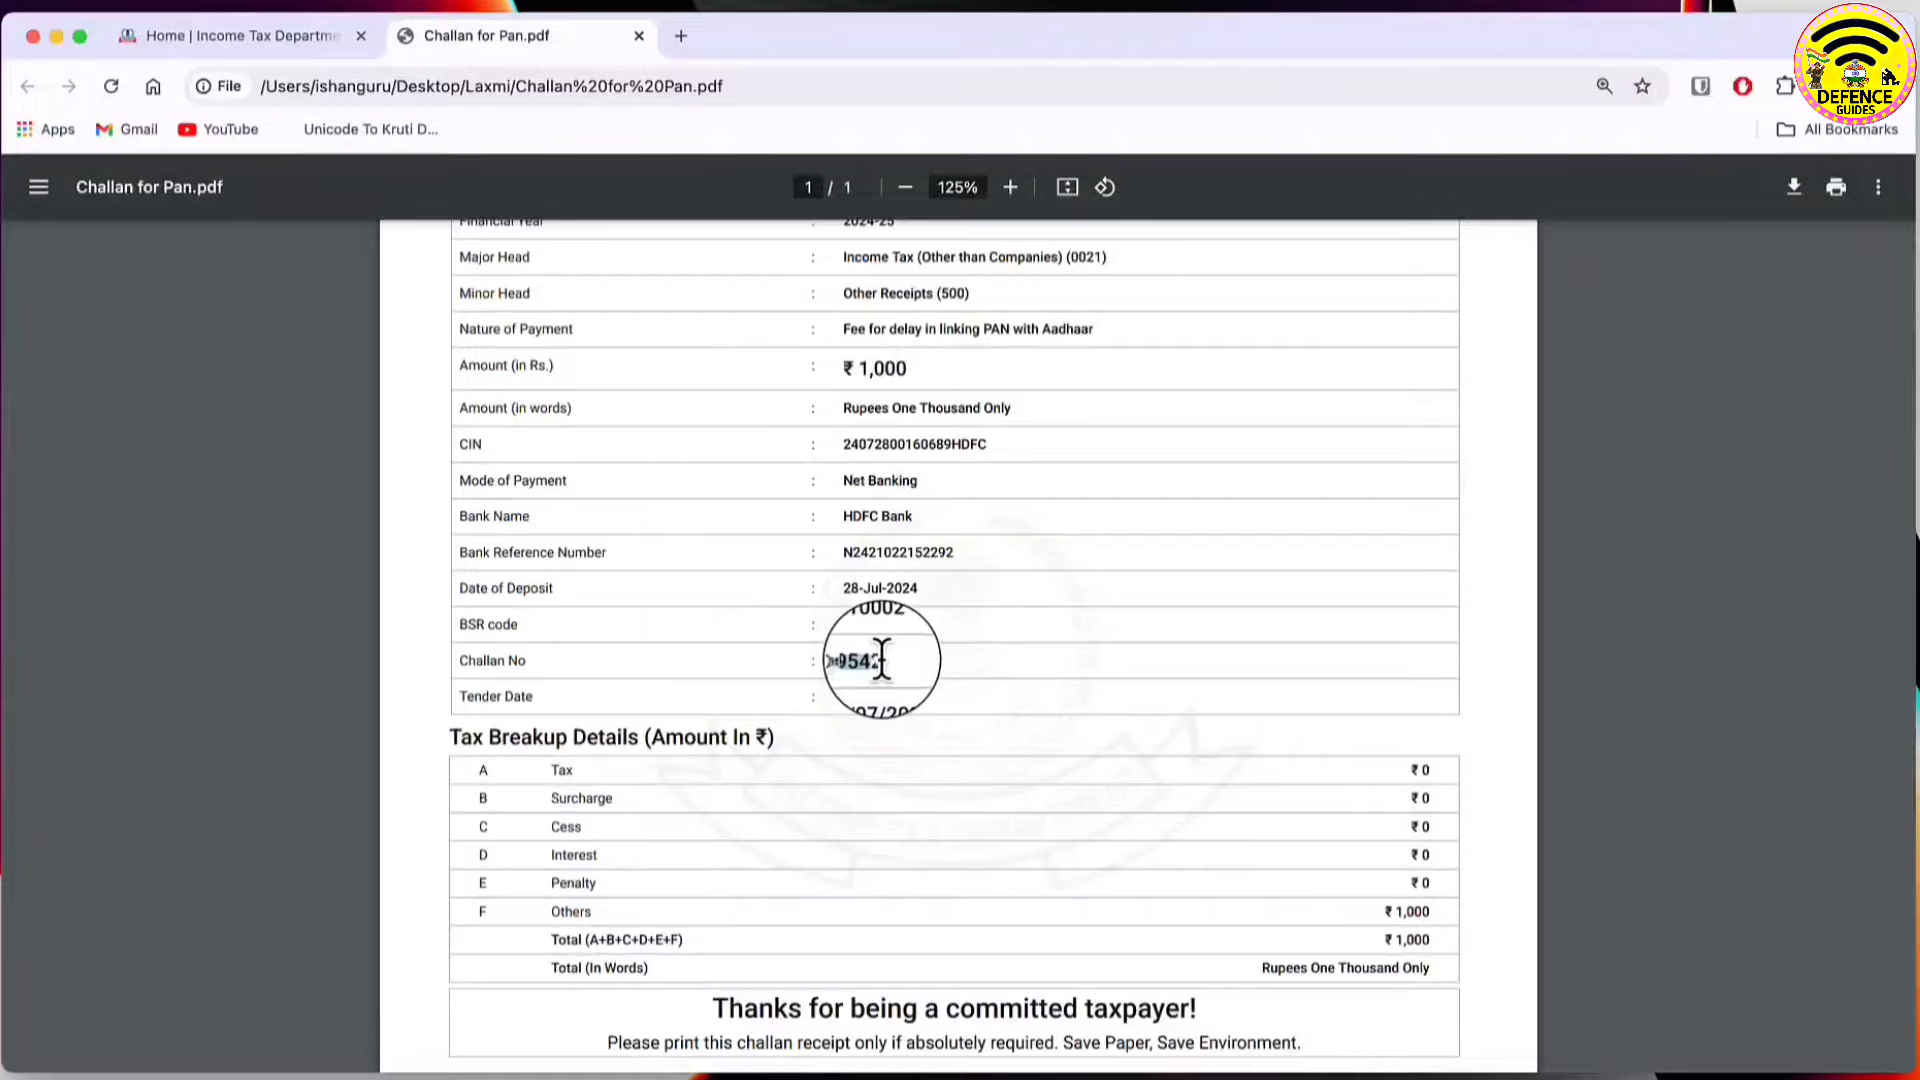 Home | Income Tax Departme
Challan for Pan.pdf
File
/Users/ishanguru/Desktop/Laxmi/Challan%20for%20Pan.pdf
Apps
Gmail
YouTube
Unicode To Kruti D...
All Bookmarks
DEFENCE
GUIDES
Challan for Pan.pdf
1 / 1
125%
Financial Year : 2024-25
Major Head : Income Tax (Other than Companies) (0021)
Minor Head : Other Receipts (500)
Nature of Payment : Fee for delay in linking PAN with Aadhaar
Amount (in Rs.) : ₹ 1,000
Amount (in words) : Rupees One Thousand Only
CIN : 24072800160689HDFC
Mode of Payment : Net Banking
Bank Name : HDFC Bank
Bank Reference Number : N2421022152292
Date of Deposit : 28-Jul-2024
BSR code :
Challan No :
Tender Date :
Tax Breakup Details (Amount In ₹)
A Tax ₹ 0
B Surcharge ₹ 0
C Cess ₹ 0
D Interest ₹ 0
E Penalty ₹ 0
F Others ₹ 1,000
Total (A+B+C+D+E+F) ₹ 1,000
Total (In Words) Rupees One Thousand Only
Thanks for being a committed taxpayer!
Please print this challan receipt only if absolutely required. Save Paper, Save Environment.